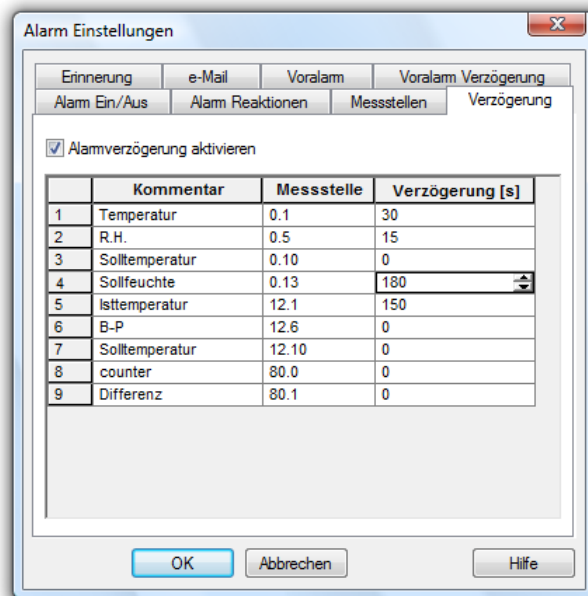 Alarm Einstellungen
Erinnerung e-Mail Voralarm Voralarm Verzögerung
Alarm Ein/Aus Alarm Reaktionen Messstellen Verzögerung
Alarmverzögerung aktivieren
Kommentar Messstelle Verzögerung [s]
1 Temperatur 0.1 30
2 R.H. 0.5 15
3 Solltemperatur 0.10 0
4 Sollfeuchte 0.13 180
5 Isttemperatur 12.1 150
6 B-P 12.6 0
7 Solltemperatur 12.10 0
8 counter 80.0 0
9 Differenz 80.1 0
OK Abbrechen Hilfe